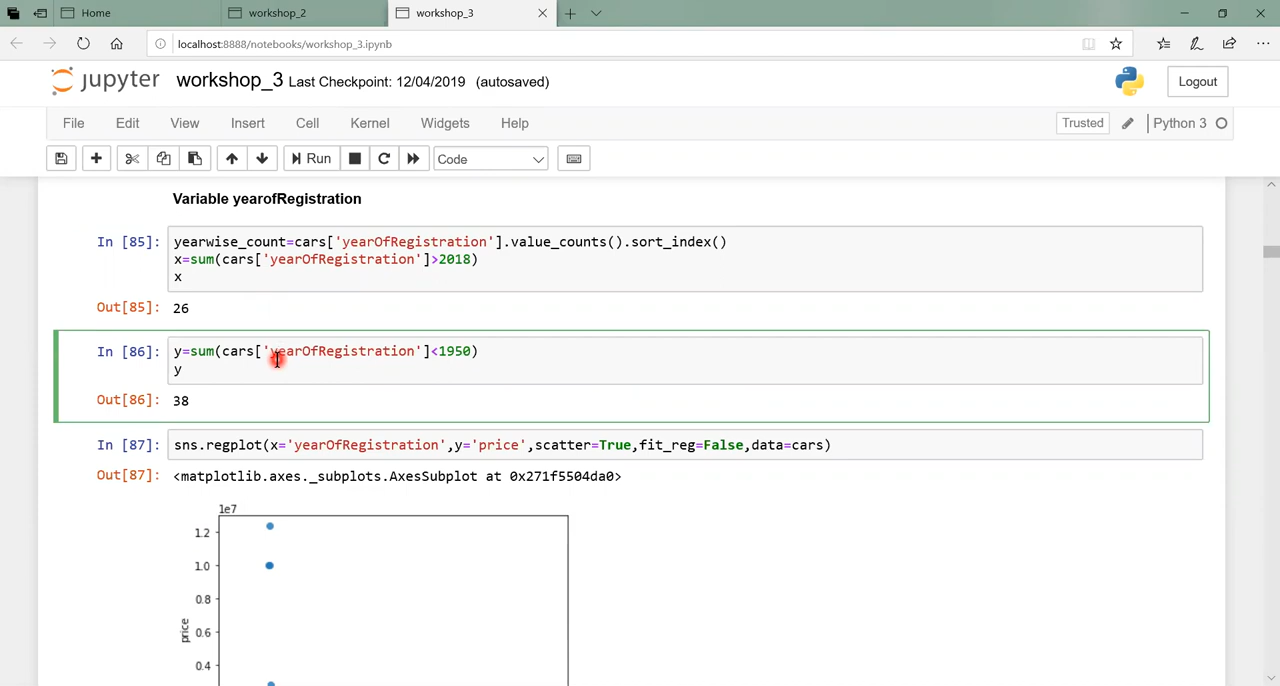 Home
workshop_2
workshop_3
localhost:8888/notebooks/workshop_3.ipynb
jupyter workshop_3 Last Checkpoint: 12/04/2019 (autosaved)
Logout
File Edit View Insert Cell Kernel Widgets Help
Trusted
Python 3
Run
Code
Variable yearofRegistration
In [85]: yearwise_count=cars['yearOfRegistration'].value_counts().sort_index()
x=sum(cars['yearOfRegistration']>2018)
x
Out[85]: 26
In [86]: y=sum(cars['yearOfRegistration']<1950)
y
Out[86]: 38
In [87]: sns.regplot(x='yearOfRegistration',y='price',scatter=True,fit_reg=False,data=cars)
Out[87]: <matplotlib.axes._subplots.AxesSubplot at 0x271f5504da0>
1e7
1.2
1.0
0.8
0.6
0.4
price